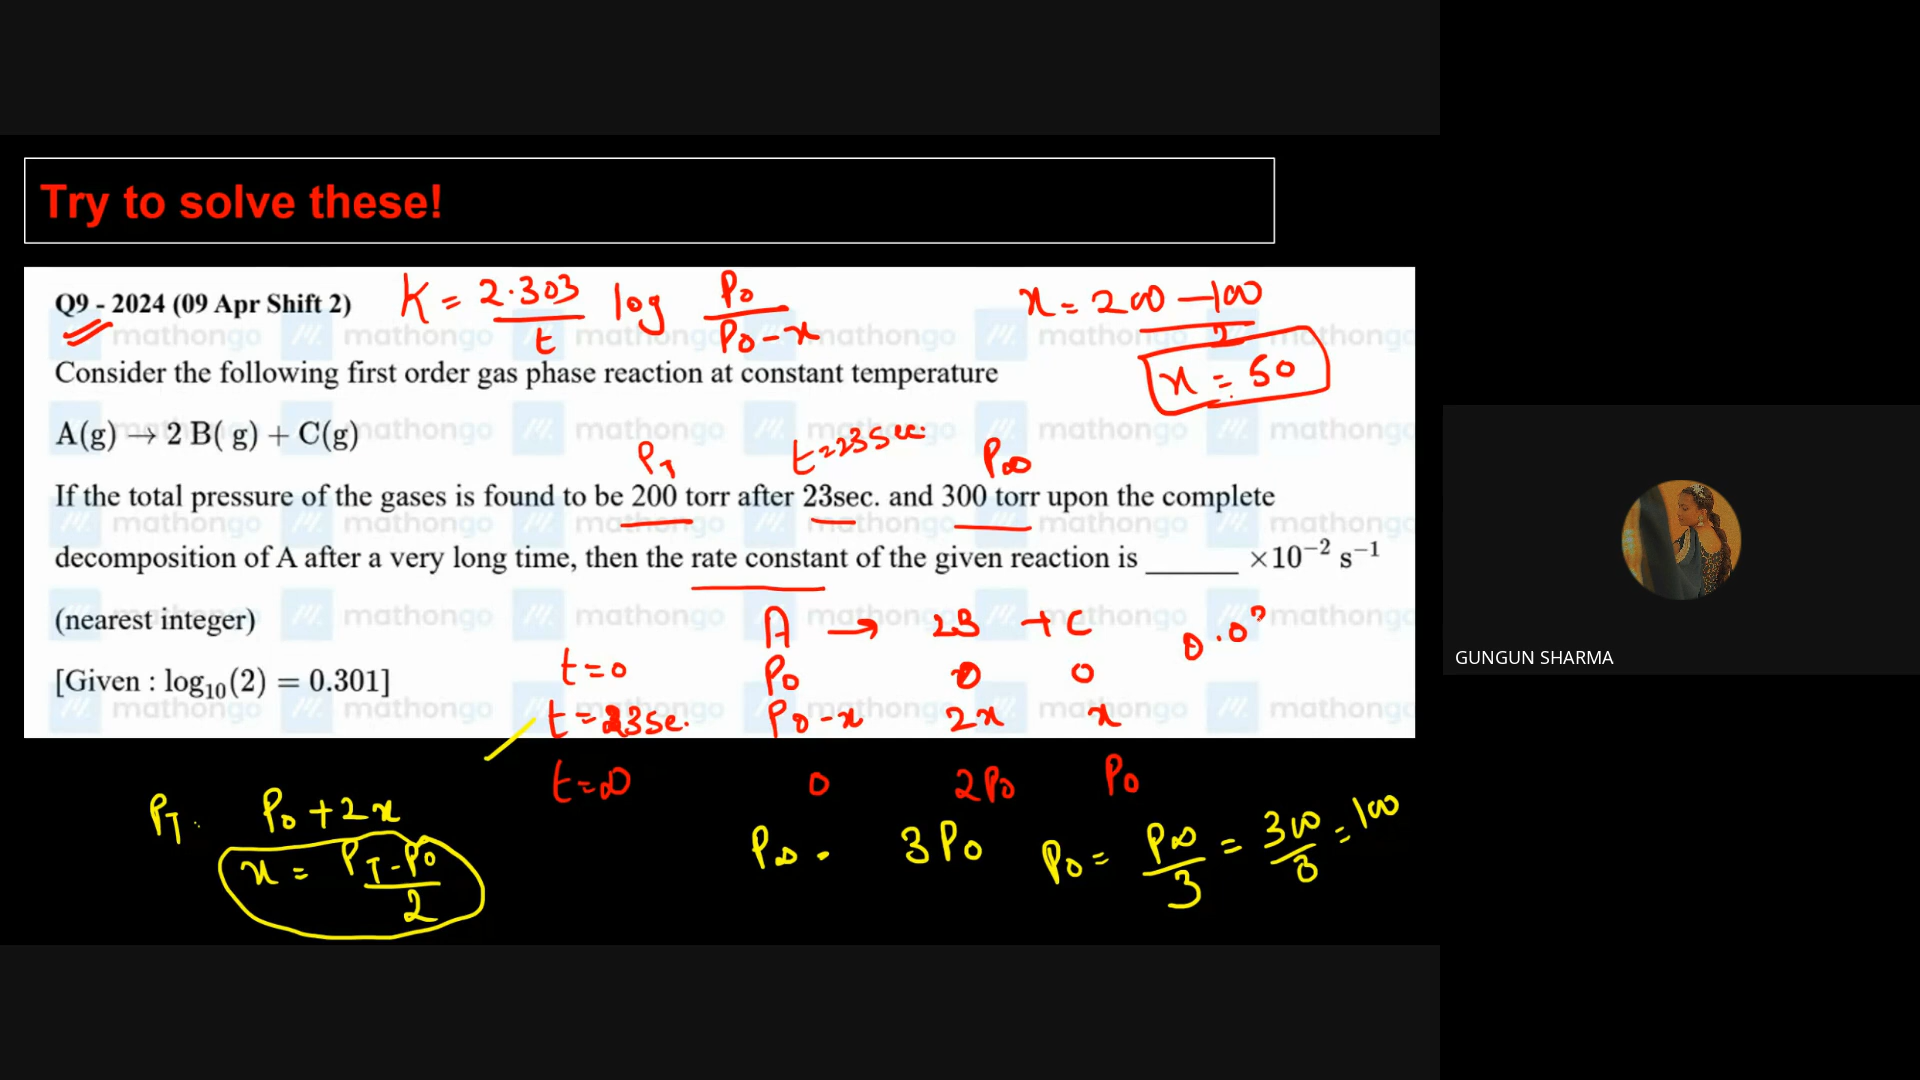 Try to solve these!
Q9 - 2024 (09 Apr Shift 2)
K = 2.303/t log P0/P0-x
x = 200-100/2
x = 50
Consider the following first order gas phase reaction at constant temperature
A(g) → 2 B( g) + C(g)
PT t=23sec. P∞
If the total pressure of the gases is found to be 200 torr after 23sec. and 300 torr upon the complete
decomposition of A after a very long time, then the rate constant of the given reaction is ______ ×10⁻² s⁻¹
(nearest integer)
A → 2B + C
[Given : log₁₀(2) = 0.301]
t=0 P0 0 0
t=23se. P0-x 2x x
t=∞ 0 2P0 P0
PT P0+2x
x = PT-P0/2
P∞ . 3P0 P0 = P∞/3 = 300/3 = 100
mathongo
GUNGUN SHARMA